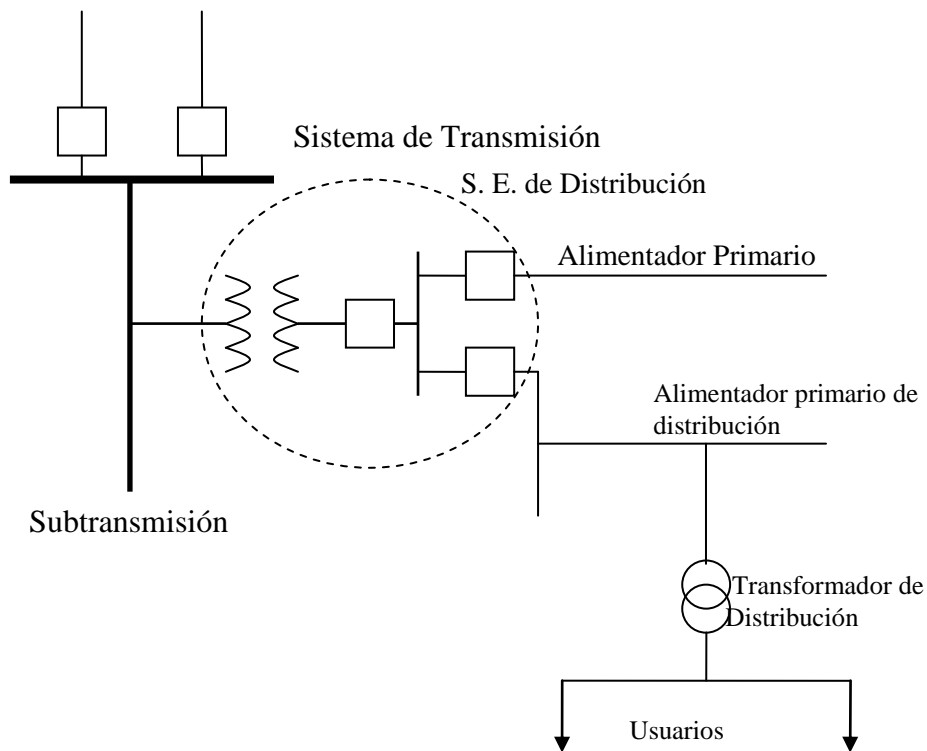 Sistema de Transmisión
S. E. de Distribución
Alimentador Primario
Alimentador primario de
distribución
Subtransmisión
Transformador de
Distribución
Usuarios